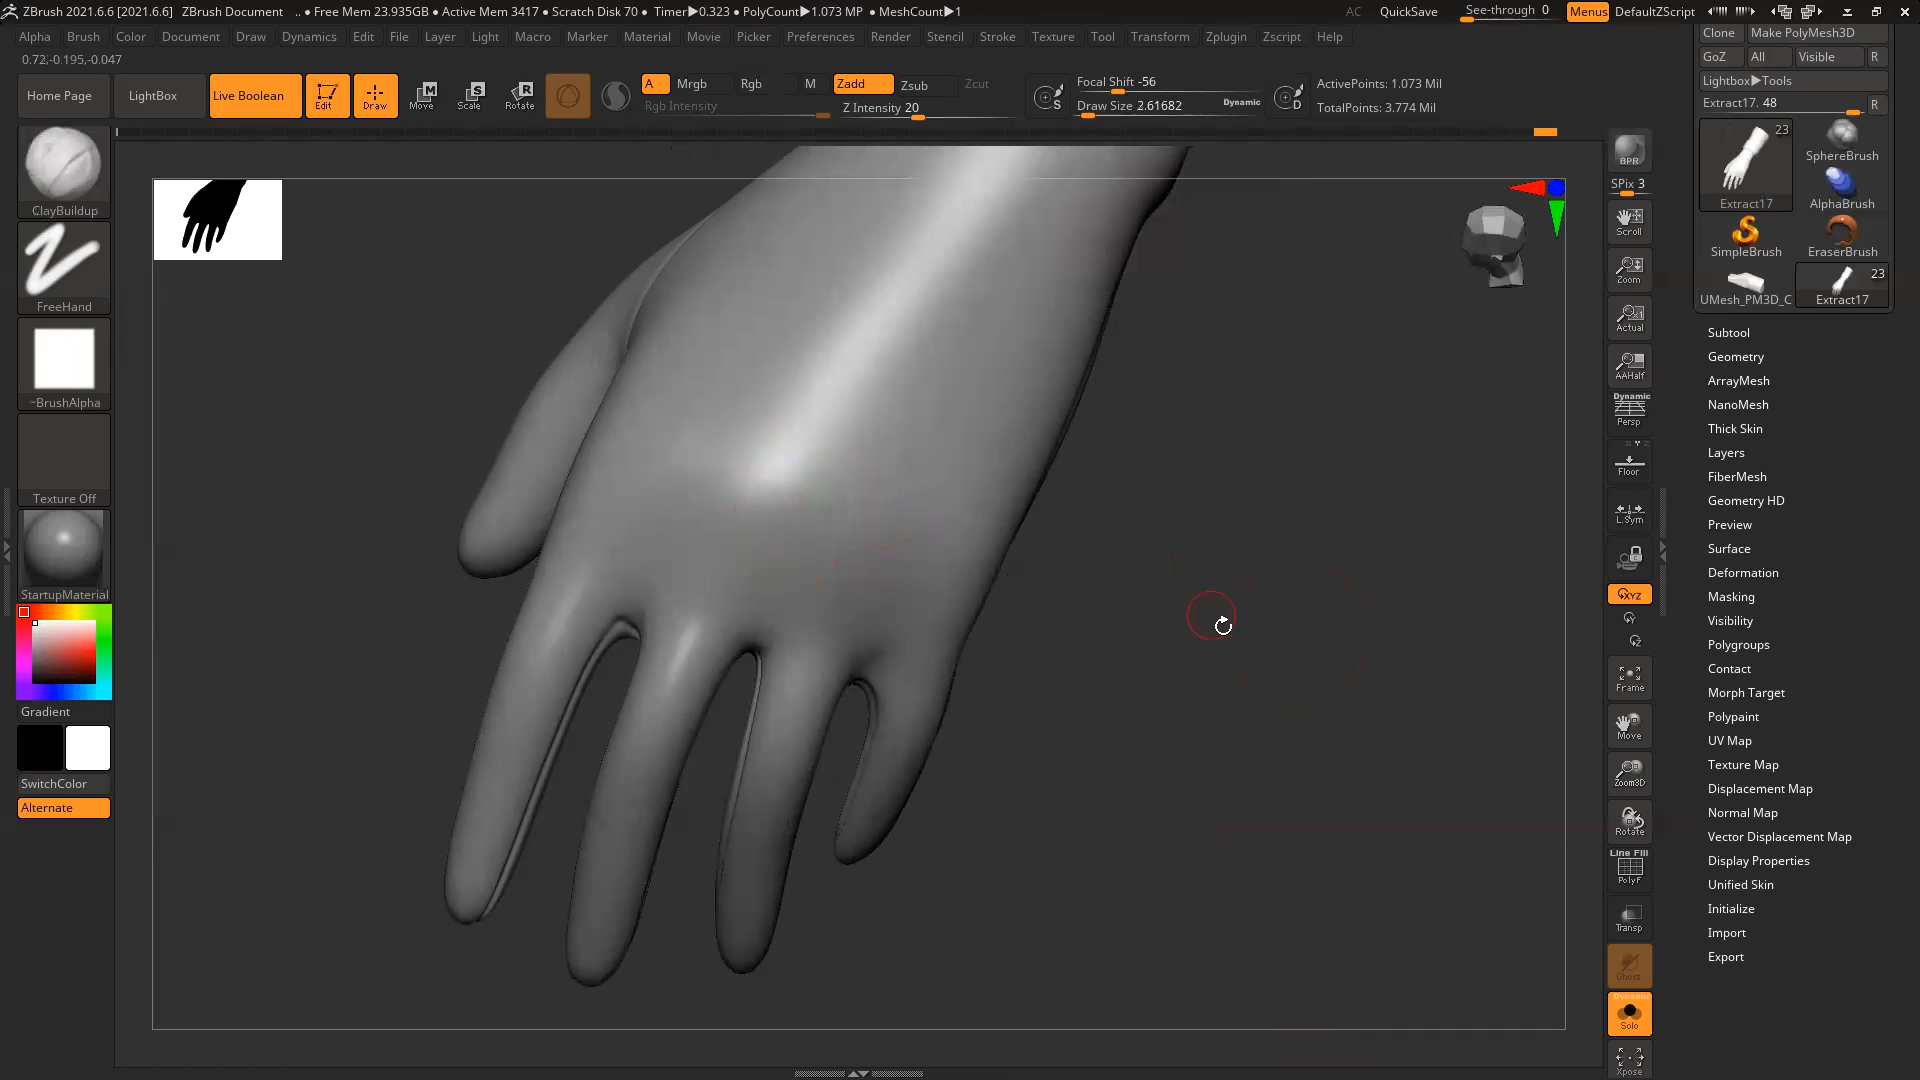 ZBrush 2021.6.6 [2021.6.6] ZBrush Document .. ● Free Mem 23.935GB ● Active Mem 3417 ● Scratch Disk 70 ● Timer▶0.323 ● PolyCount▶1.073 MP ● MeshCount▶1 AC QuickSave See-through 0 Menus DefaultZScript
Alpha Brush Color Document Draw Dynamics Edit File Layer Light Macro Marker Material Movie Picker Preferences Render Stencil Stroke Texture Tool Transform Zplugin Zscript Help
0.72,-0.195,-0.047
Home Page LightBox Live Boolean Edit Draw Move Scale Rotate A Mrgb Rgb M Zadd Zsub Zcut
Rgb Intensity Z Intensity 20
S Focal Shift -56
Draw Size 2.61682 Dynamic D
ActivePoints: 1.073 Mil
TotalPoints: 3.774 Mil
ClayBuildup
FreeHand
~BrushAlpha
Texture Off
StartupMaterial
Gradient
SwitchColor
Alternate
BPR
SPix 3
Scroll
Zoom
Actual
AAHalf
Dynamic
Persp
Floor
L.Sym
XYZ
Y
Z
Frame
Move
Zoom3D
Rotate
Line Fill
PolyF
Transp
Ghost
Dynamic
Solo
Xpose
Clone Make PolyMesh3D
GoZ All Visible R
Lightbox▶Tools
Extract17. 48 R
23
Extract17
SphereBrush
AlphaBrush
SimpleBrush EraserBrush
23
UMesh_PM3D_C Extract17
Subtool
Geometry
ArrayMesh
NanoMesh
Thick Skin
Layers
FiberMesh
Geometry HD
Preview
Surface
Deformation
Masking
Visibility
Polygroups
Contact
Morph Target
Polypaint
UV Map
Texture Map
Displacement Map
Normal Map
Vector Displacement Map
Display Properties
Unified Skin
Initialize
Import
Export